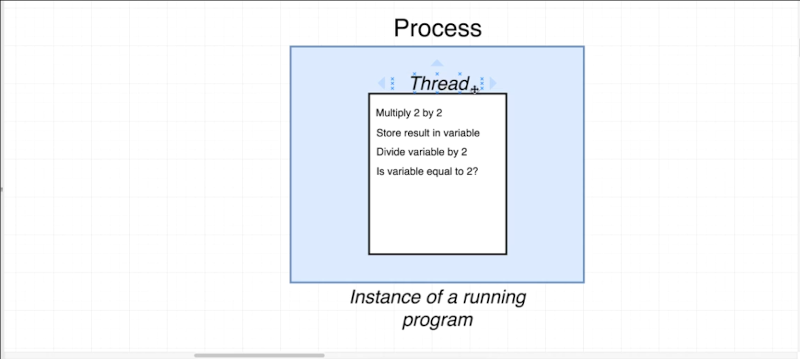 Process
Thread
Multiply 2 by 2
Store result in variable
Divide variable by 2
Is variable equal to 2?
Instance of a running
program